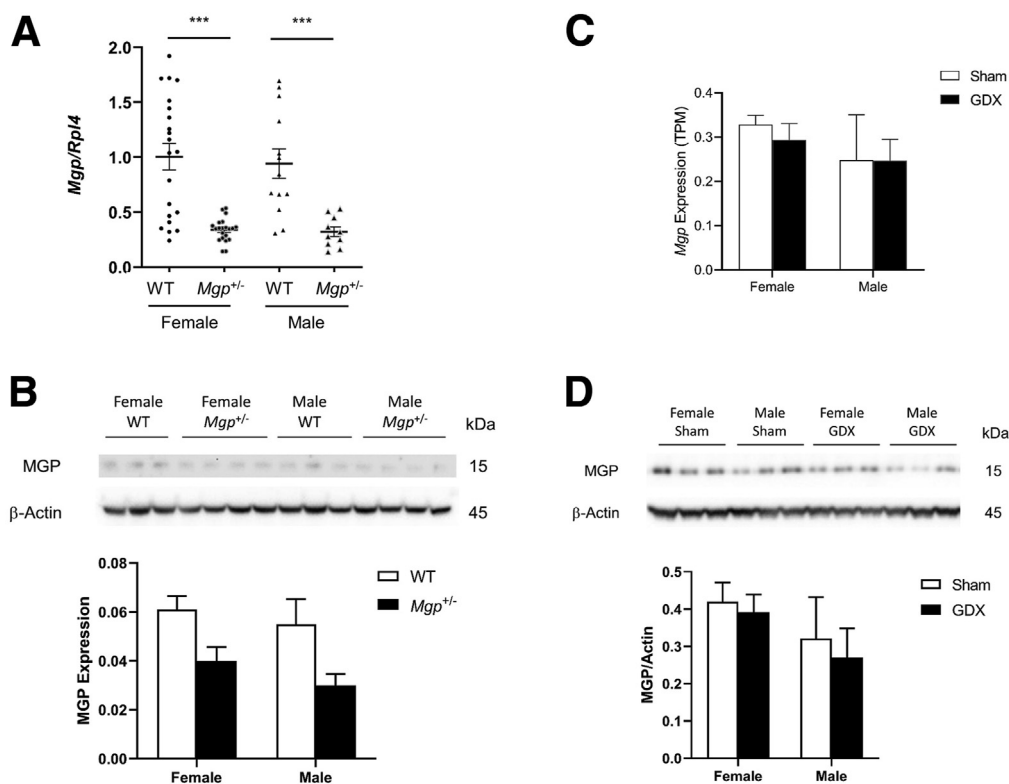 A
***
***
2.0
1.5
1.0
0.5
0.0
Mgp/Rpl4
WT
Mgp+/-
WT
Mgp+/-
Female
Male
C
Sham
GDX
0.4
0.3
0.2
0.1
0.0
Mgp Expression (TPM)
Female
Male
B
Female
WT
Female
Mgp+/-
Male
WT
Male
Mgp+/-
kDa
MGP
15
β-Actin
45
0.08
0.06
0.04
0.02
0.00
MGP Expression
WT
Mgp+/-
Female
Male
D
Female
Sham
Male
Sham
Female
GDX
Male
GDX
kDa
MGP
15
β-Actin
45
0.5
0.4
0.3
0.2
0.1
0.0
MGP/Actin
Sham
GDX
Female
Male